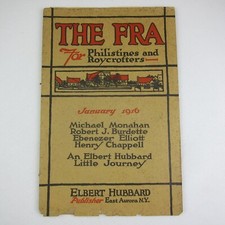 THE FRA
For Philistines and
Roycrofters
January 1916
Michael Monahan
Robert J. Burdette
Ebenezer Elliott
Henry Chappell
An Elbert Hubbard
Little Journey
ELBERT HUBBARD
Publisher East Aurora N.Y.